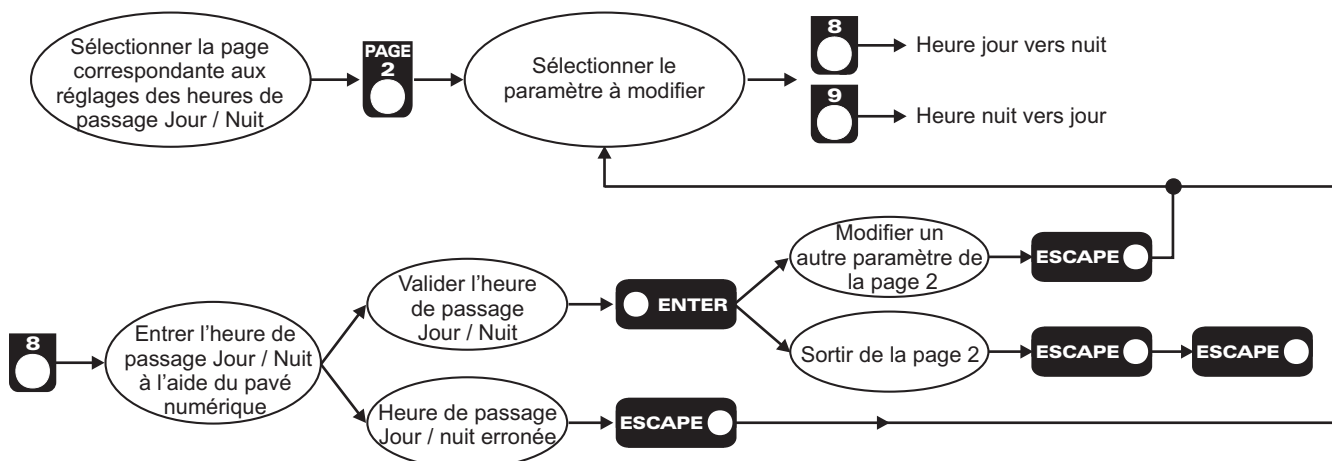 Sélectionner la page
correspondante aux
réglages des heures de
passage Jour / Nuit
PAGE
2
Sélectionner le
paramètre à modifier
8
Heure jour vers nuit
9
Heure nuit vers jour
8
Entrer l’heure de
passage Jour / Nuit
à l’aide du pavé
numérique
Valider l’heure
de passage
Jour / Nuit
ENTER
Modifier un
autre paramètre de
la page 2
ESCAPE
Sortir de la page 2
ESCAPE
ESCAPE
Heure de passage
Jour / nuit erronée
ESCAPE